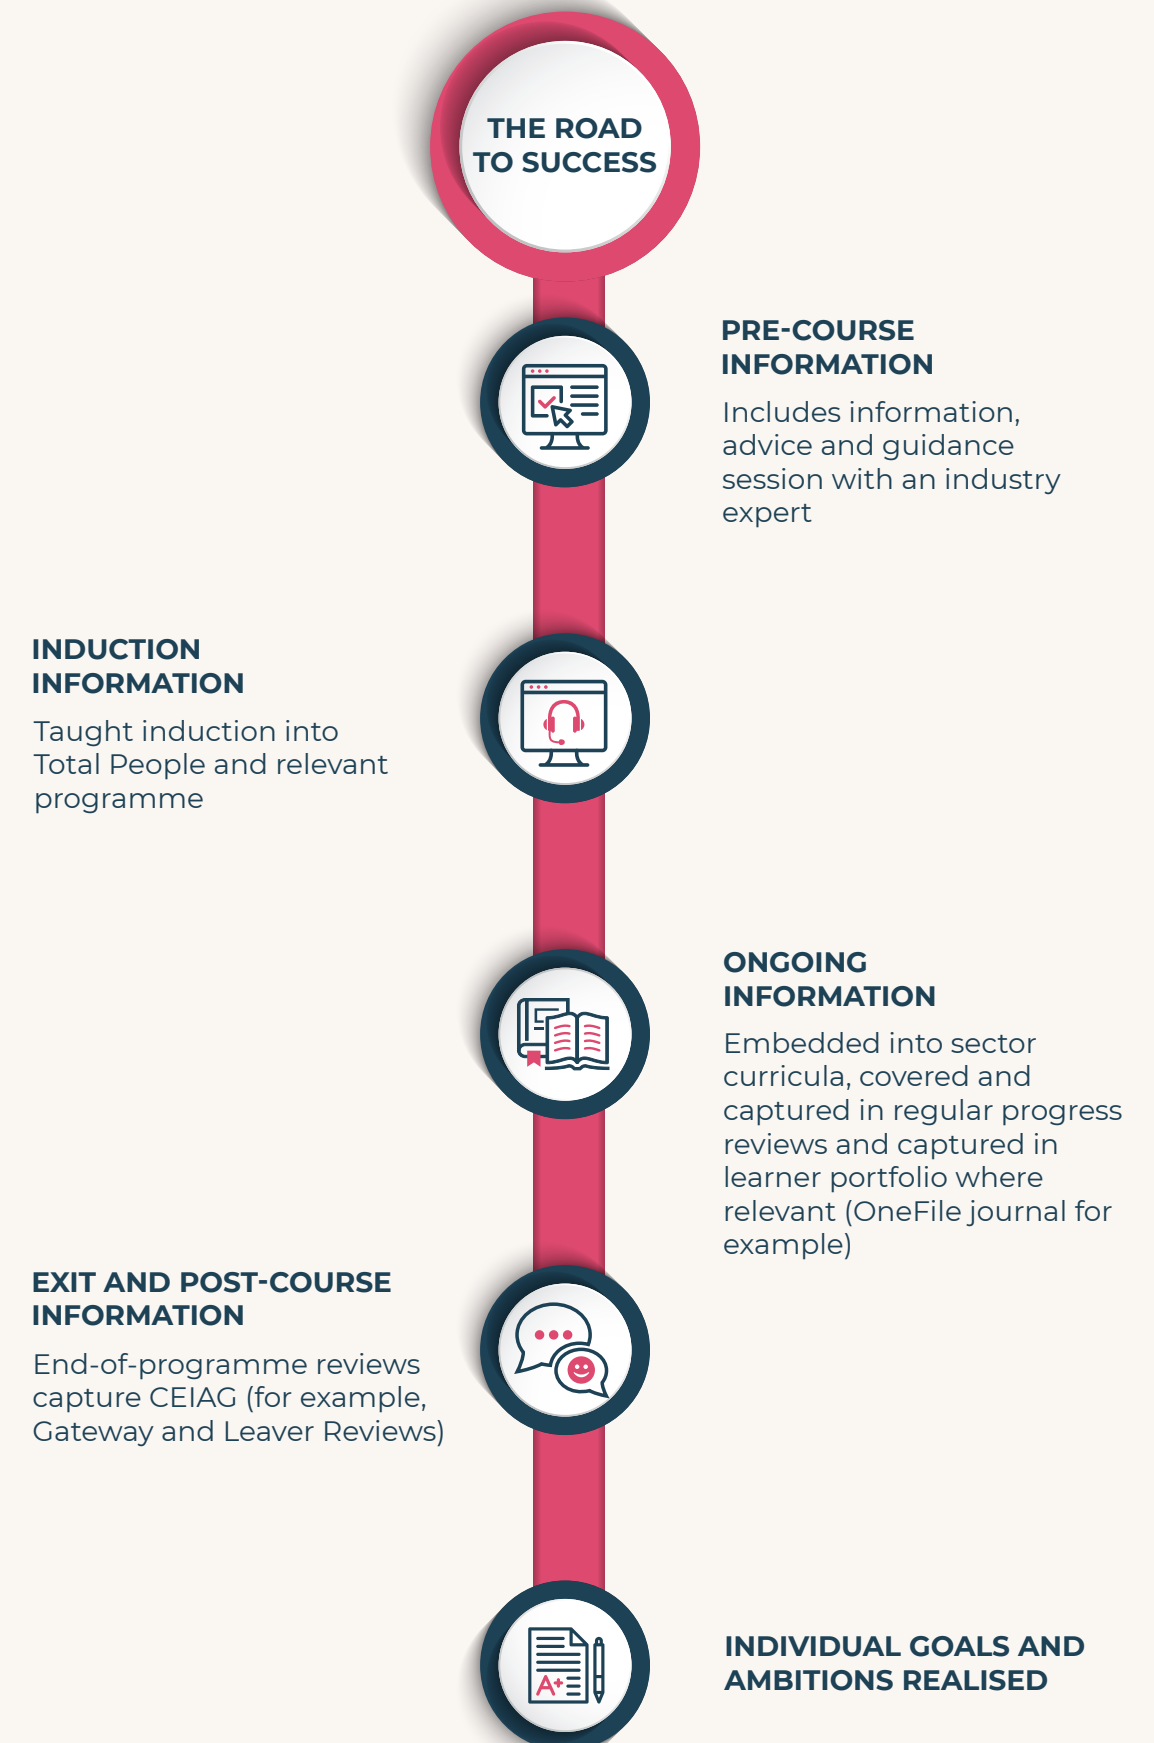 THE ROAD
TO SUCCESS
PRE-COURSE
INFORMATION
Includes information,
advice and guidance
session with an industry
expert
INDUCTION
INFORMATION
Taught induction into
Total People and relevant
programme
ONGOING
INFORMATION
Embedded into sector
curricula, covered and
captured in regular progress
reviews and captured in
learner portfolio where
relevant (OneFile journal for
example)
EXIT AND POST-COURSE
INFORMATION
End-of-programme reviews
capture CEIAG (for example,
Gateway and Leaver Reviews)
A+
INDIVIDUAL GOALS AND
AMBITIONS REALISED